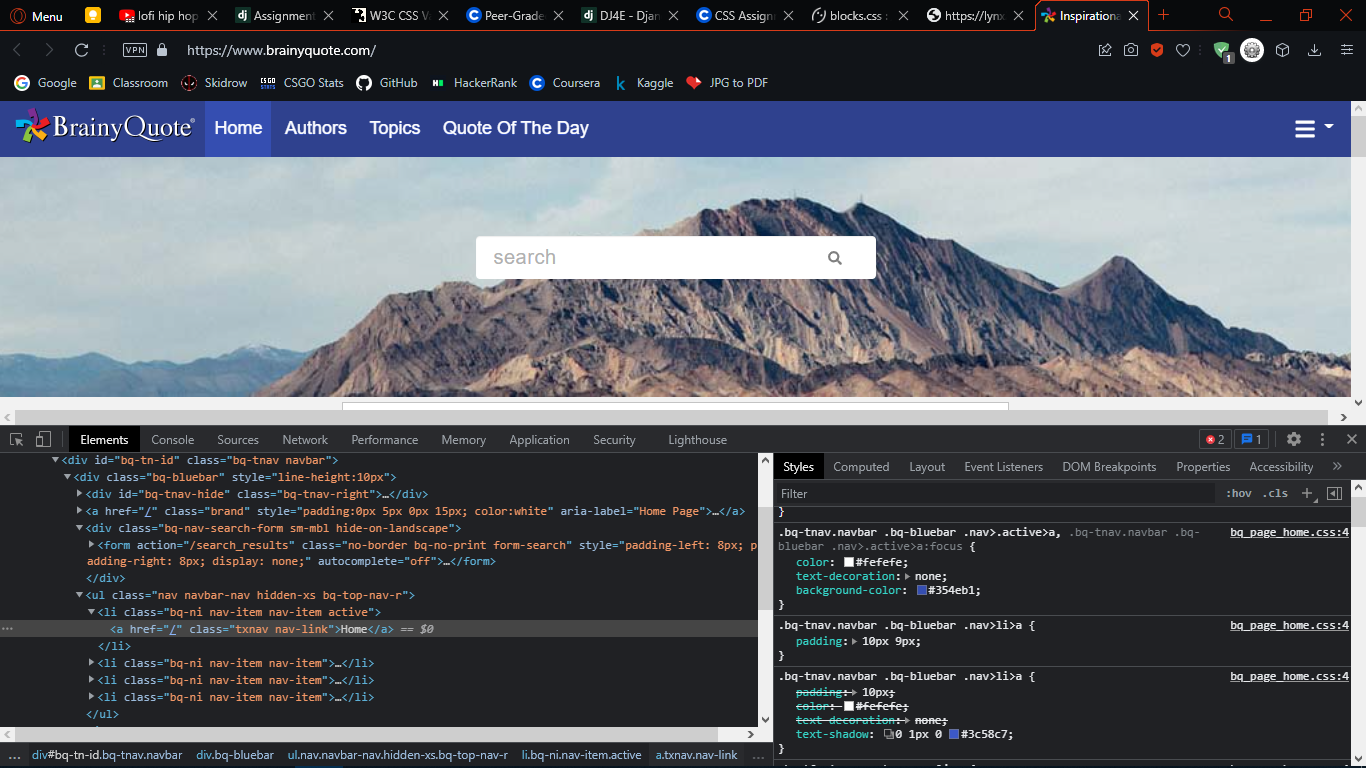 Menu
lofi hip hop
Assignment
W3C CSS Va
Peer-Grade
DJ4E - Djan
CSS Assign
blocks.css s
https://lynx
Inspirationa
VPN
https://www.brainyquote.com/
1
Google
Classroom
Skidrow
CS GO STATS
CSGO Stats
GitHub
HackerRank
Coursera
Kaggle
JPG to PDF
BrainyQuote®
Home
Authors
Topics
Quote Of The Day
search
Elements
Console
Sources
Network
Performance
Memory
Application
Security
Lighthouse
2
1
<div id="bq-tn-id" class="bq-tnav navbar">
<div class="bq-bluebar" style="line-height:10px">
<div id="bq-tnav-hide" class="bq-tnav-right">…</div>
<a href="/" class="brand" style="padding:0px 5px 0px 15px; color:white" aria-label="Home Page">…</a>
<div class="bq-nav-search-form sm-mbl hide-on-landscape">
<form action="/search_results" class="no-border bq-no-print form-search" style="padding-left: 8px; p
adding-right: 8px; display: none;" autocomplete="off">…</form>
</div>
<ul class="nav navbar-nav hidden-xs bq-top-nav-r">
<li class="bq-ni nav-item nav-item active">
<a href="/" class="txnav nav-link">Home</a> == $0
</li>
<li class="bq-ni nav-item nav-item">…</li>
<li class="bq-ni nav-item nav-item">…</li>
<li class="bq-ni nav-item nav-item">…</li>
</ul>
… div#bq-tn-id.bq-tnav.navbar div.bq-bluebar ul.nav.navbar-nav.hidden-xs.bq-top-nav-r li.bq-ni.nav-item.active a.txnav.nav-link …
Styles
Computed
Layout
Event Listeners
DOM Breakpoints
Properties
Accessibility
Filter
:hov .cls
}
.bq-tnav.navbar .bq-bluebar .nav>.active>a, .bq-tnav.navbar .bq- bq_page_home.css:4
bluebar .nav>.active>a:focus {
color: #fefefe;
text-decoration: none;
background-color: #354eb1;
}
.bq-tnav.navbar .bq-bluebar .nav>li>a { bq_page_home.css:4
padding: 10px 9px;
}
.bq-tnav.navbar .bq-bluebar .nav>li>a { bq_page_home.css:4
padding: 10px;
color: #fefefe;
text-decoration: none;
text-shadow: 0 1px 0 #3c58c7;
}